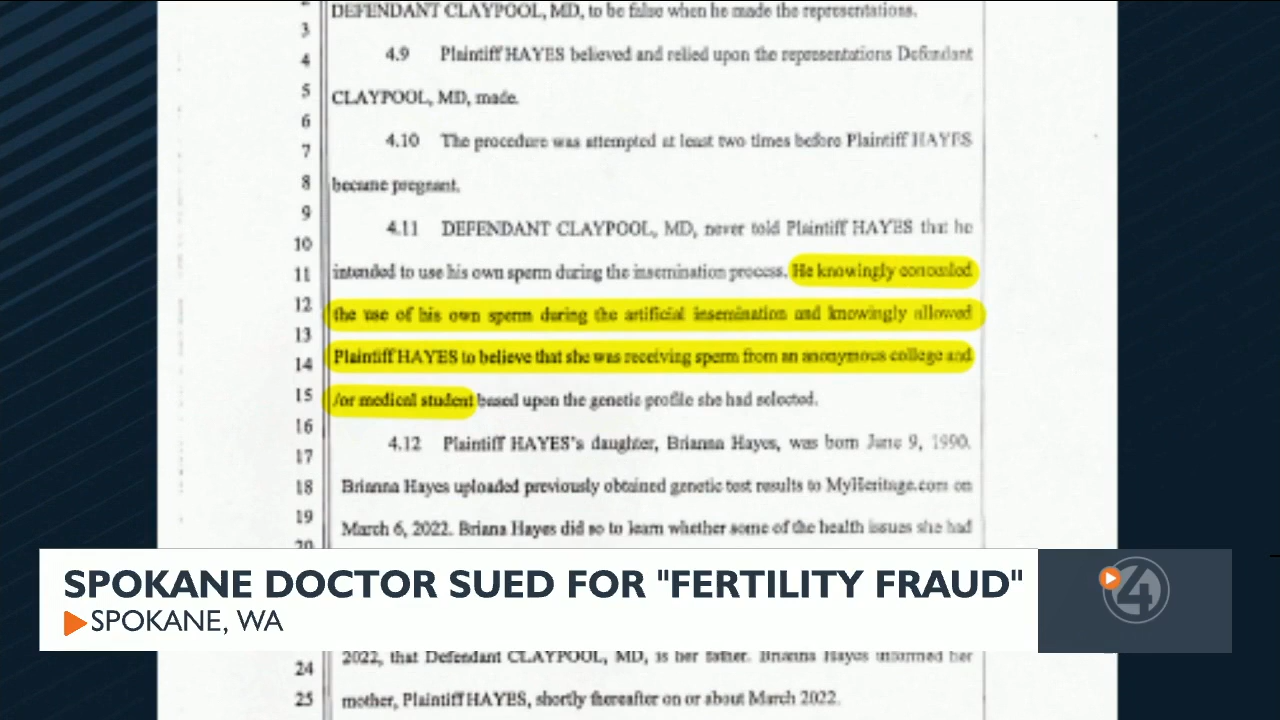 2
DEFENDANT CLAYPOOL, MD, to be false when he made the representations.
3
4.9 Plaintiff HAYES believed and relied upon the representations Defendant
4
5
CLAYPOOL, MD, made.
6
4.10 The procedure was attempted at least two times before Plaintiff HAYES
7
8
became pregnant.
9
4.11 DEFENDANT CLAYPOOL, MD, never told Plaintiff HAYES that he
10
11
intended to use his own sperm during the insemination process. He knowingly concealed
12
the use of his own sperm during the artificial insemination and knowingly allowed
13
14
Plaintiff HAYES to believe that she was receiving sperm from an anonymous college and
15
/or medical student based upon the genetic profile she had selected.
16
4.12 Plaintiff HAYES's daughter, Brianna Hayes, was born June 9, 1990.
17
18
Brianna Hayes uploaded previously obtained genetic test results to MyHeritage.com on
19
March 6, 2022. Briana Hayes did so to learn whether some of the health issues she had
20
SPOKANE DOCTOR SUED FOR "FERTILITY FRAUD"
SPOKANE, WA
4
2022, that Defendant CLAYPOOL, MD, is her father. Brianna Hayes informed her
24
25
mother, Plaintiff HAYES, shortly thereafter on or about March 2022.